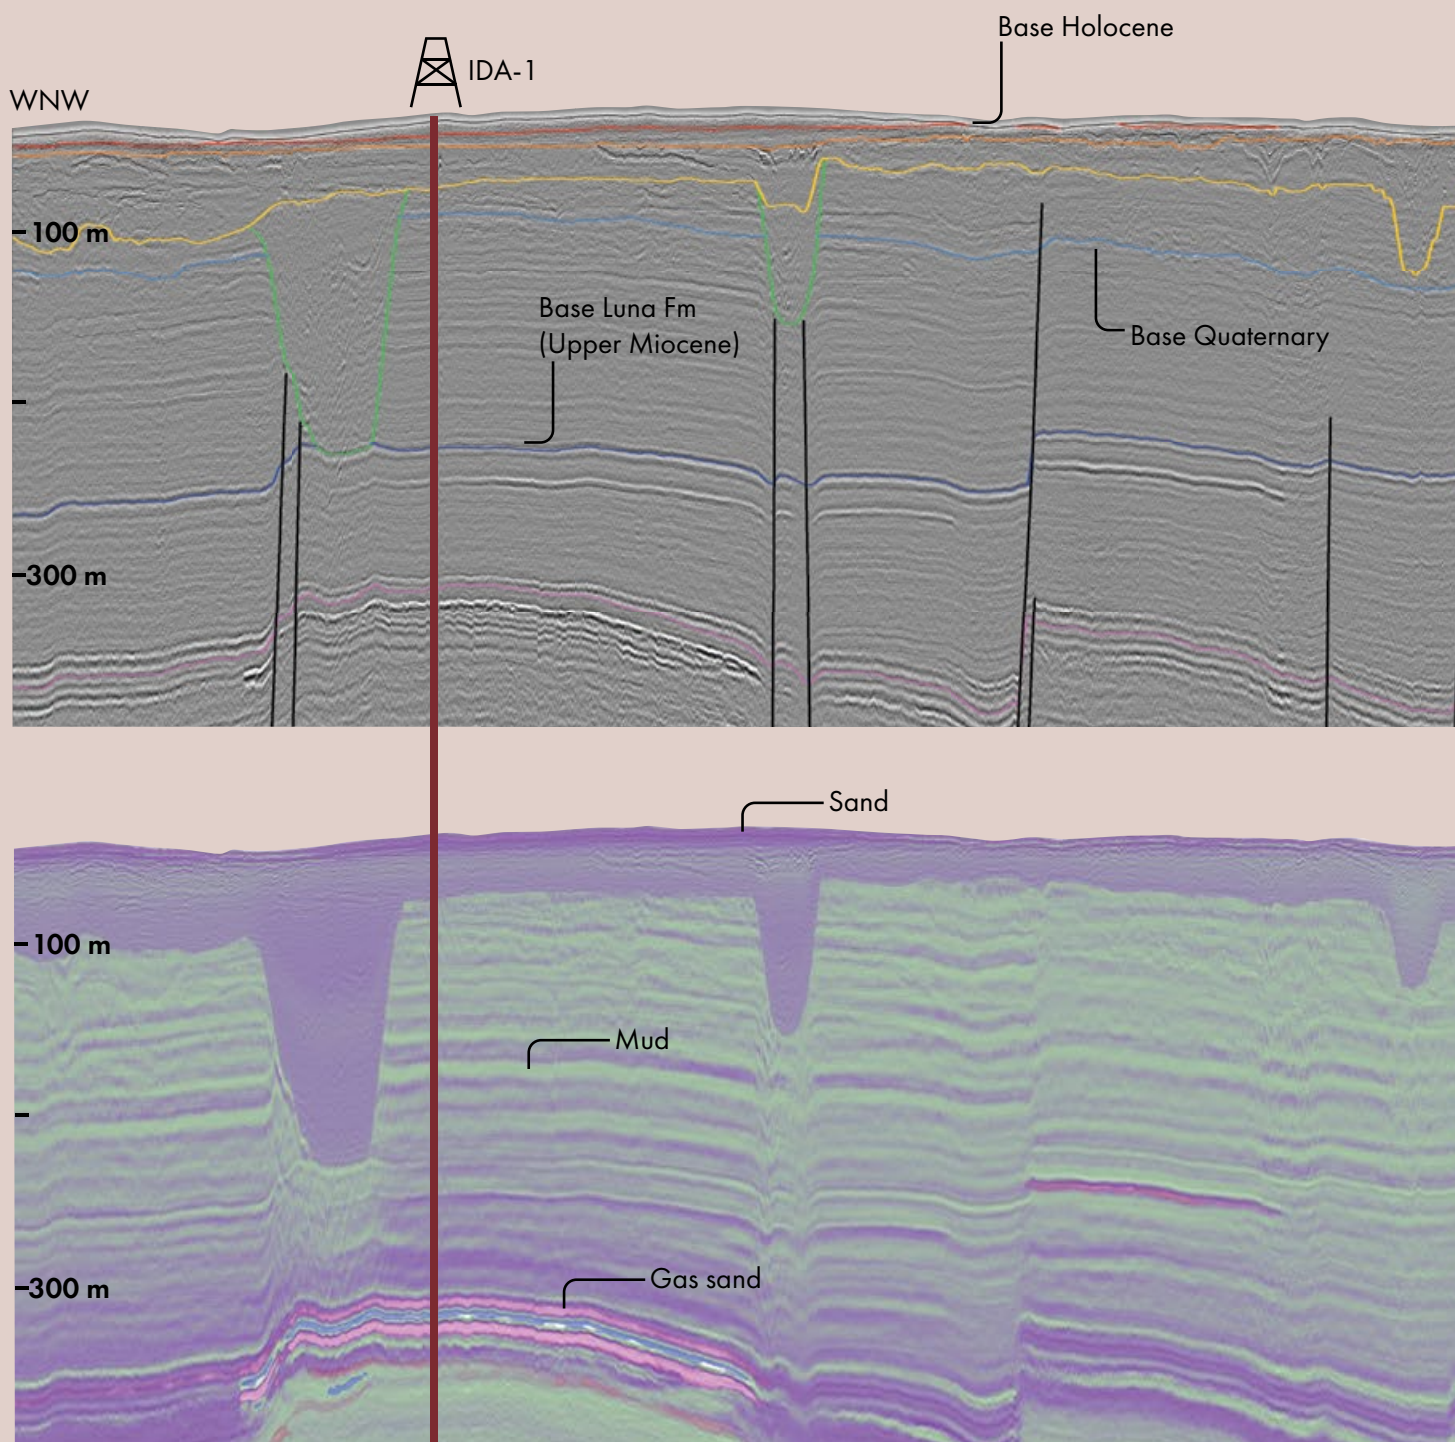 Base Holocene
IDA-1
WNW
100 m
Base Luna Fm
(Upper Miocene)
Base Quaternary
300 m
Sand
100 m
Mud
Gas sand
300 m